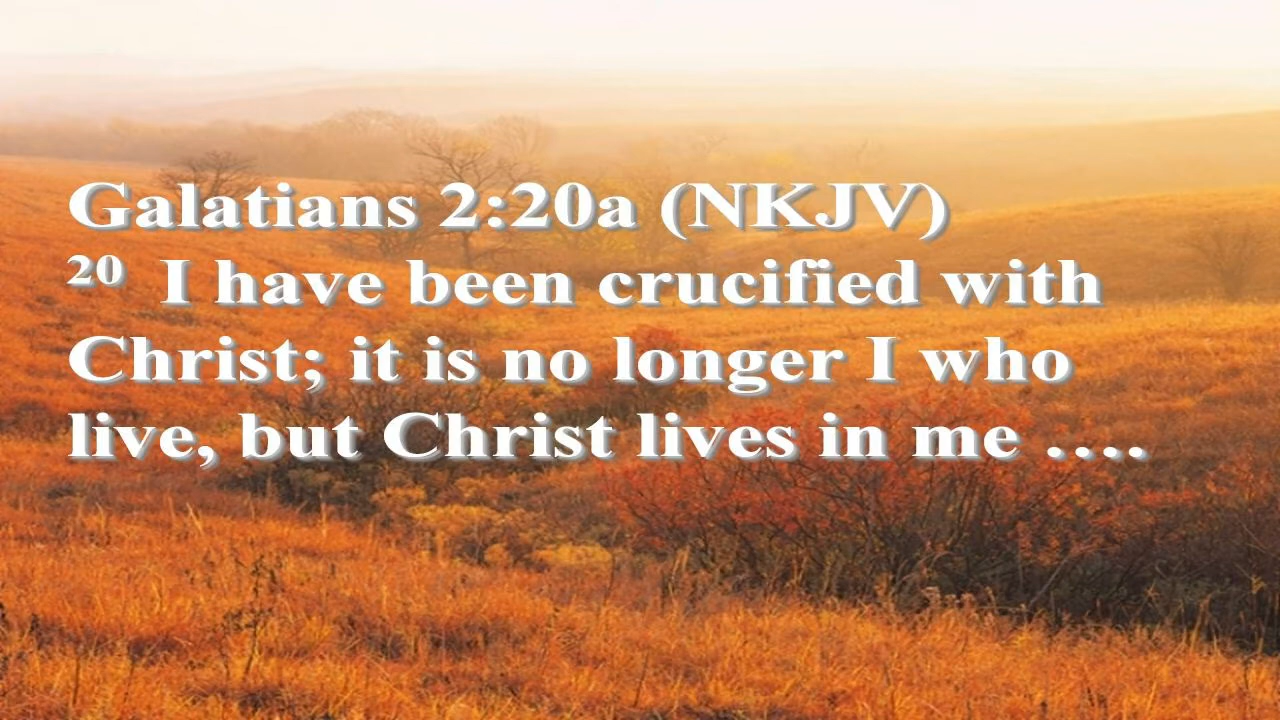 Galatians 2:20a (NKJV)
²⁰ I have been crucified with
Christ; it is no longer I who
live, but Christ lives in me ….